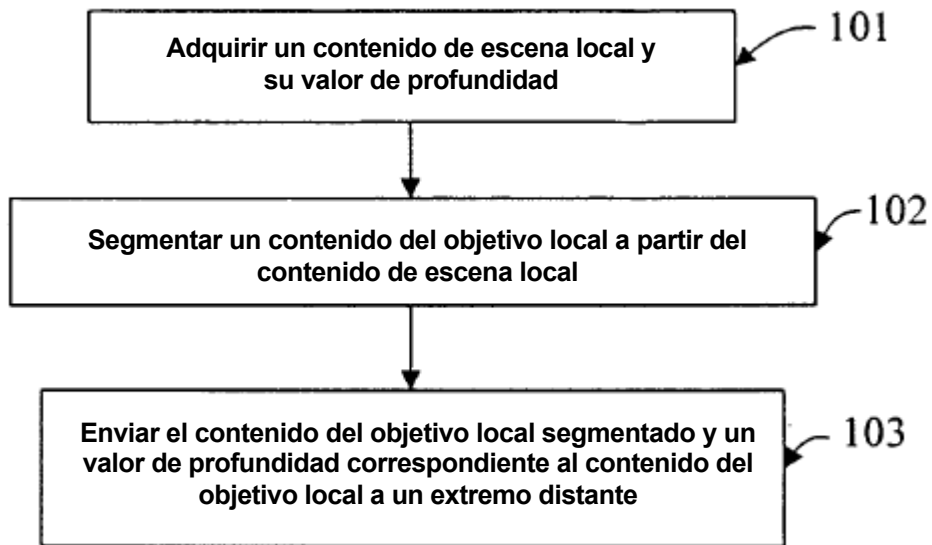 Adquirir un contenido de escena local y
su valor de profundidad
101
Segmentar un contenido del objetivo local a partir del
contenido de escena local
102
Enviar el contenido del objetivo local segmentado y un
valor de profundidad correspondiente al contenido del
objetivo local a un extremo distante
103